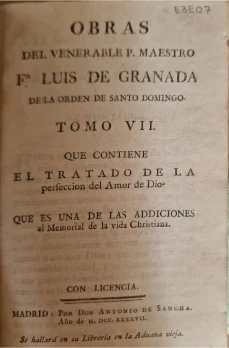 E3E07
OBRAS
DEL VENERABLE P. MAESTRO
Fr. LUIS DE GRANADA
DE LA ORDEN DE SANTO DOMINGO.
TOMO VII.
QUE CONTIENE
EL TRATADO DE LA
perfeccion del Amor de Dios
QUE ES UNA DE LAS ADDICIONES
al Memorial de la vida Christiana.
CON LICENCIA.
MADRID: POR DON ANTONIO DE SANCHA.
Año de M. DCC. LXXXVII.
Se hallará en su Librería en la Aduana vieja.